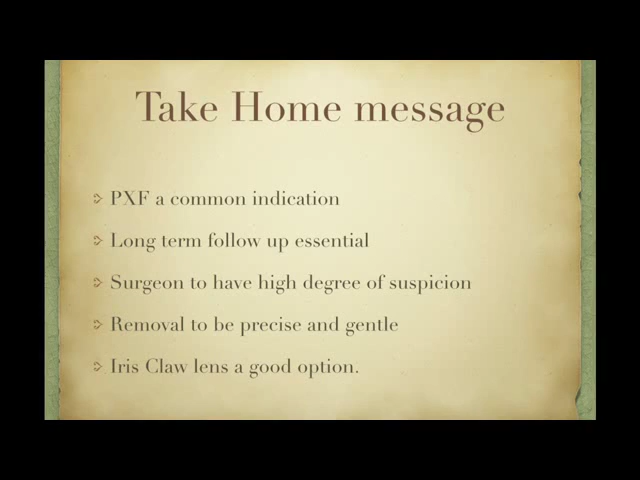 Take Home message
PXF a common indication
Long term follow up essential
Surgeon to have high degree of suspicion
Removal to be precise and gentle
Iris Claw lens a good option.